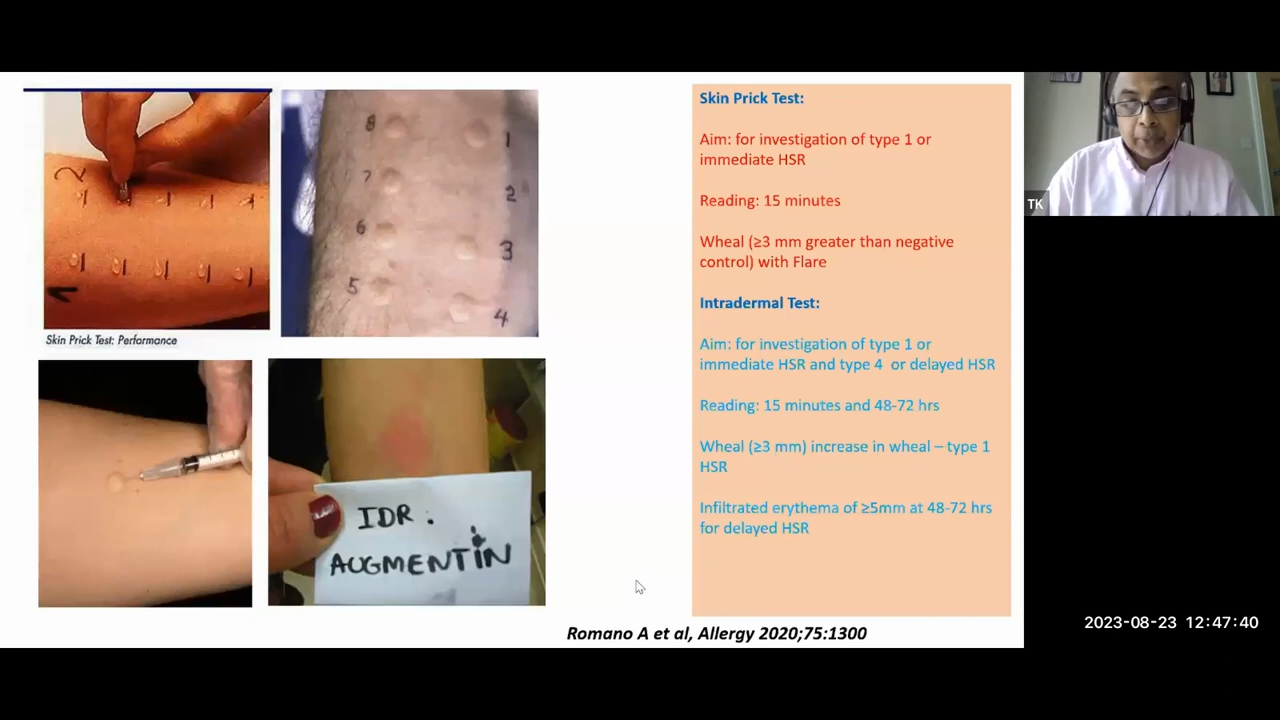 2
1
Skin Prick Test: Performance
8
1
7
2
6
3
5
4
IDR:
AUGMENTiN
Skin Prick Test:
Aim: for investigation of type 1 or
immediate HSR
Reading: 15 minutes
Wheal (≥3 mm greater than negative
control) with Flare
Intradermal Test:
Aim: for investigation of type 1 or
immediate HSR and type 4 or delayed HSR
Reading: 15 minutes and 48-72 hrs
Wheal (≥3 mm) increase in wheal – type 1
HSR
Infiltrated erythema of ≥5mm at 48-72 hrs
for delayed HSR
Romano A et al, Allergy 2020;75:1300
TK
2023-08-23 12:47:40